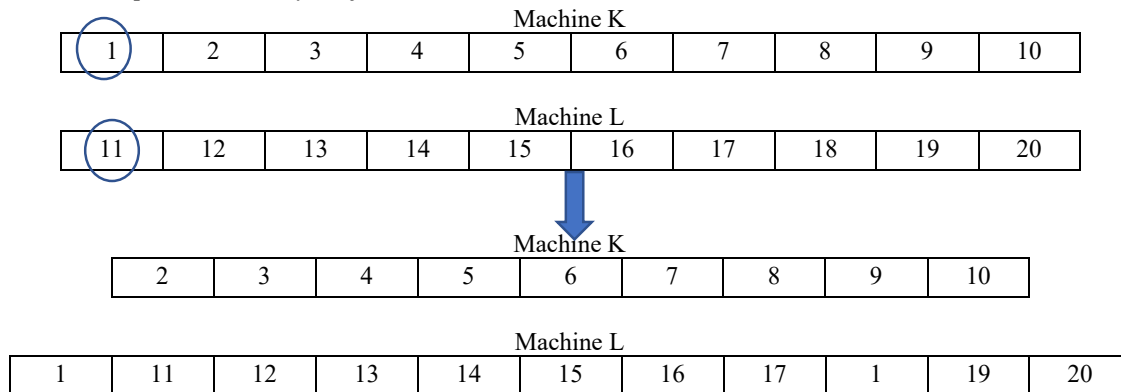 Machine K
1 2 3 4 5 6 7 8 9 10
Machine L
11 12 13 14 15 16 17 18 19 20
Machine K
2 3 4 5 6 7 8 9 10
Machine L
1 11 12 13 14 15 16 17 1 19 20